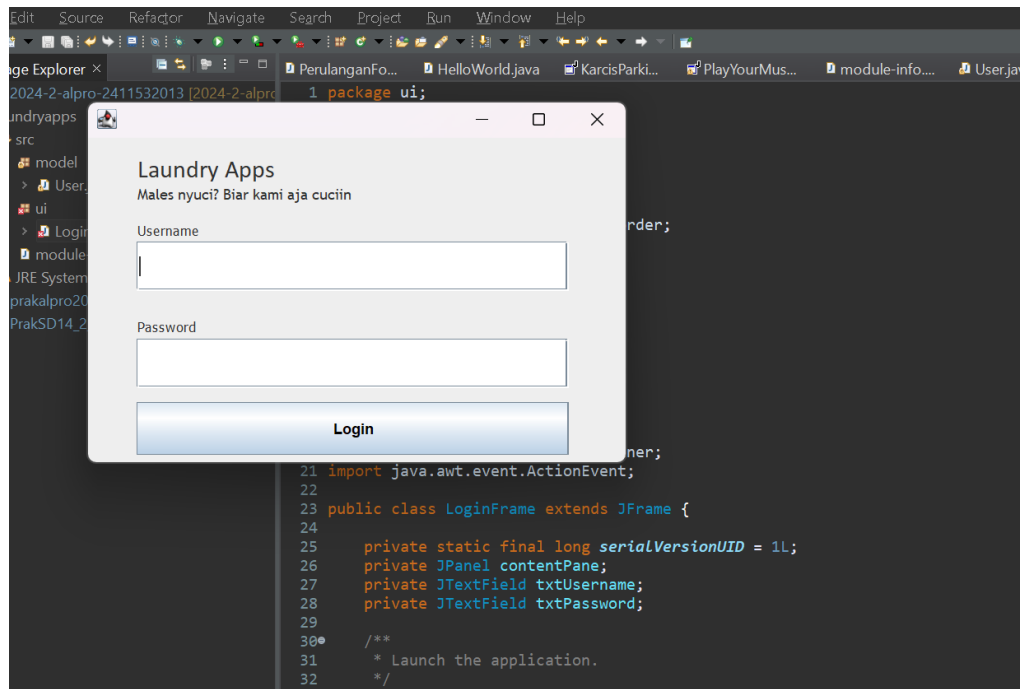 Edit Source Refactor Navigate Search Project Run Window Help
age Explorer ×
PerulanganFo... HelloWorld.java KarcisParki... PlayYourMus... module-info.... User.jav
2024-2-alpro-2411532013 [2024-2-alpro
undryapps
src
model
User.
ui
Login
module-
JRE System
prakalpro20
PrakSD14_2
Laundry Apps
Males nyuci? Biar kami aja cuciin
Username
Password
Login
1 package ui;
rder;
ner;
21 import java.awt.event.ActionEvent;
22
23 public class LoginFrame extends JFrame {
24
25 private static final long serialVersionUID = 1L;
26 private JPanel contentPane;
27 private JTextField txtUsername;
28 private JTextField txtPassword;
29
30 /**
31 * Launch the application.
32 */